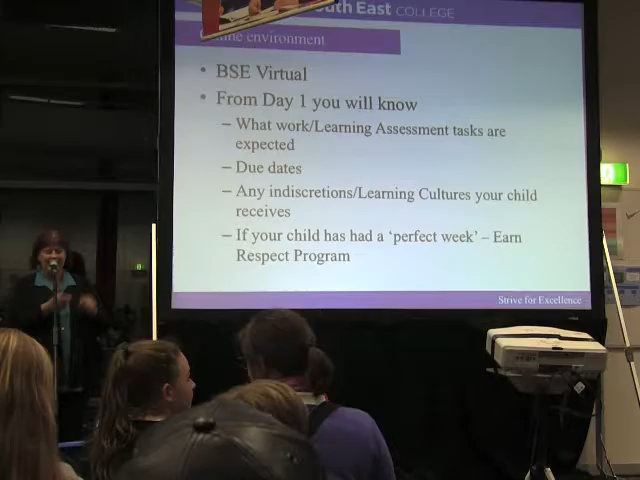 East COLLEGE
environment
• BSE Virtual
• From Day 1 you will know
– What work/Learning Assessment tasks are
expected
– Due dates
– Any indiscretions/Learning Cultures your child
receives
– If your child has had a ‘perfect week’ – Earn
Respect Program
Strive for Excellence